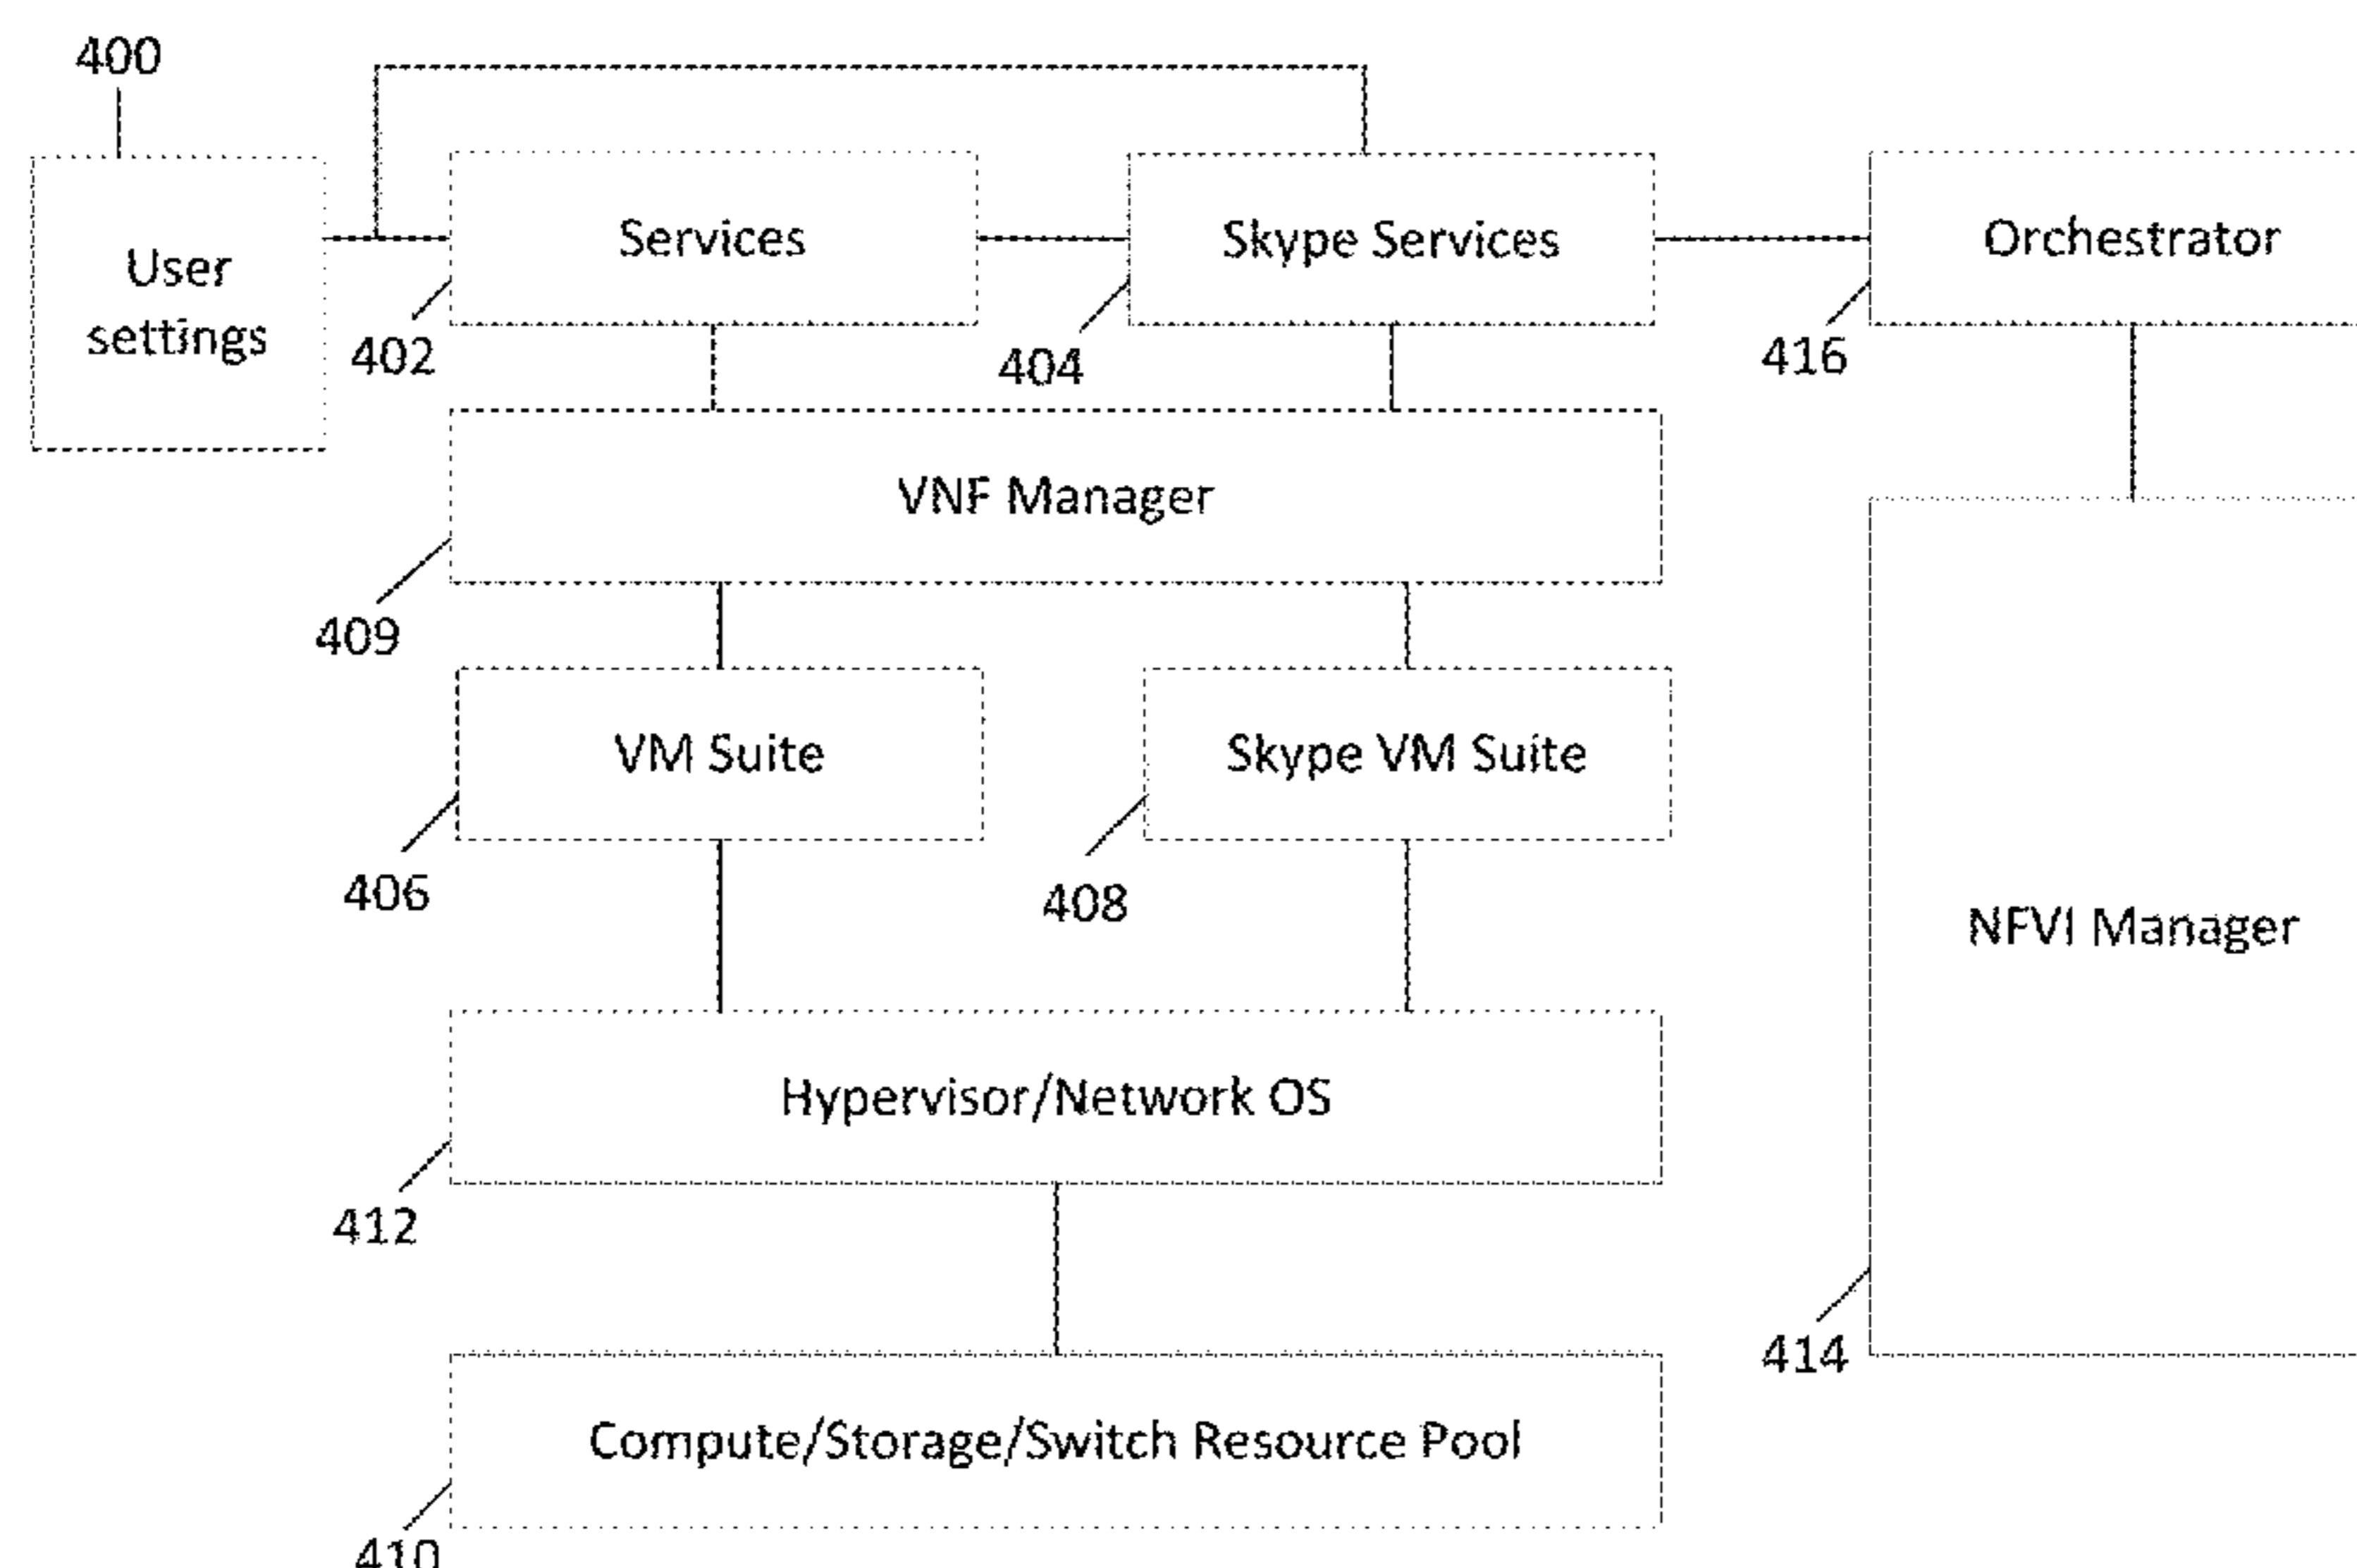 400
User
settings
Services
Skype Services
Orchestrator
402
404
416
VNF Manager
409
VM Suite
Skype VM Suite
406
408
NFVI Manager
Hypervisor/Network OS
412
414
Compute/Storage/Switch Resource Pool
410